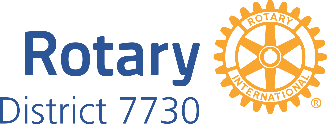 Rotary
District 7730
ROTARY
INTERNATIONAL
®